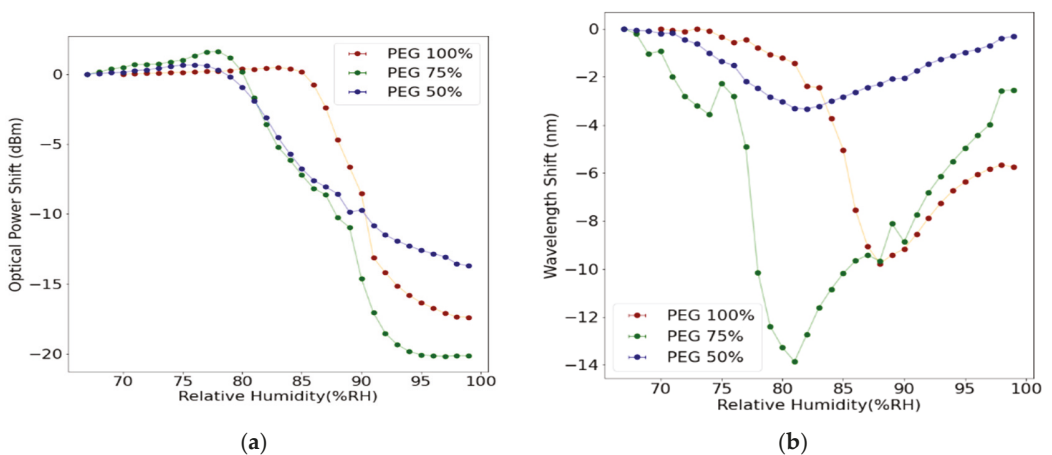 0
−5
−10
−15
−20
Optical Power Shift (dBm)
PEG 100%
PEG 75%
PEG 50%
70 75 80 85 90 95 100
Relative Humidity(%RH)
(a)
0
−2
−4
−6
−8
−10
−12
−14
Wavelength Shift (nm)
PEG 100%
PEG 75%
PEG 50%
70 75 80 85 90 95 100
Relative Humidity(%RH)
(b)